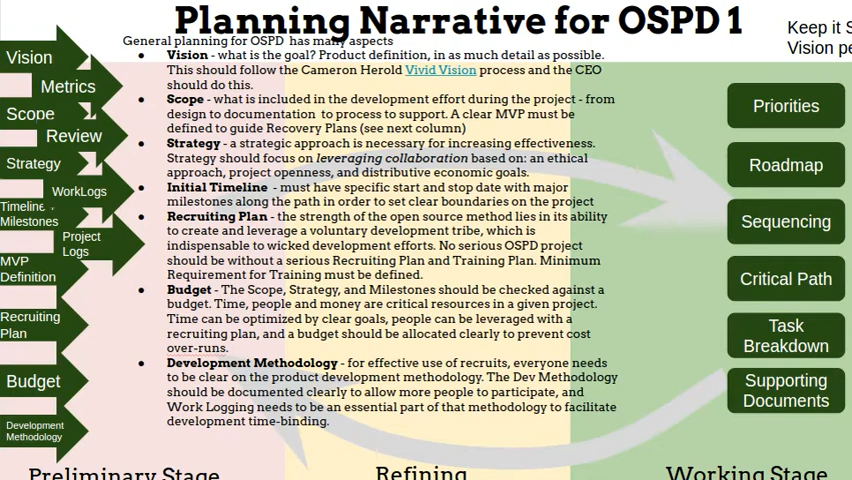 Planning Narrative for OSPD 1
Keep it S
Vision pe
General planning for OSPD has many aspects
● Vision - what is the goal? Product definition, in as much detail as possible.
This should follow the Cameron Herold Vivid Vision process and the CEO
should do this.
● Scope - what is included in the development effort during the project - from
design to documentation to process to support. A clear MVP must be
defined to guide Recovery Plans (see next column)
● Strategy - a strategic approach is necessary for increasing effectiveness.
Strategy should focus on leveraging collaboration based on: an ethical
approach, project openness, and distributive economic goals.
● Initial Timeline - must have specific start and stop date with major
milestones along the path in order to set clear boundaries on the project
● Recruiting Plan - the strength of the open source method lies in its ability
to create and leverage a voluntary development tribe, which is
indispensable to wicked development efforts. No serious OSPD project
should be without a serious Recruiting Plan and Training Plan. Minimum
Requirement for Training must be defined.
● Budget - The Scope, Strategy, and Milestones should be checked against a
budget. Time, people and money are critical resources in a given project.
Time can be optimized by clear goals, people can be leveraged with a
recruiting plan, and a budget should be allocated clearly to prevent cost
over-runs.
● Development Methodology - for effective use of recruits, everyone needs
to be clear on the product development methodology. The Dev Methodology
should be documented clearly to allow more people to participate, and
Work Logging needs to be an essential part of that methodology to facilitate
development time-binding.
Vision
Metrics
Scope
Review
Strategy
WorkLogs
Timeline,
Milestones
Project
Logs
MVP
Definition
Recruiting
Plan
Budget
Development
Methodology
Priorities
Roadmap
Sequencing
Critical Path
Task
Breakdown
Supporting
Documents
Preliminary Stage
Refining
Working Stage